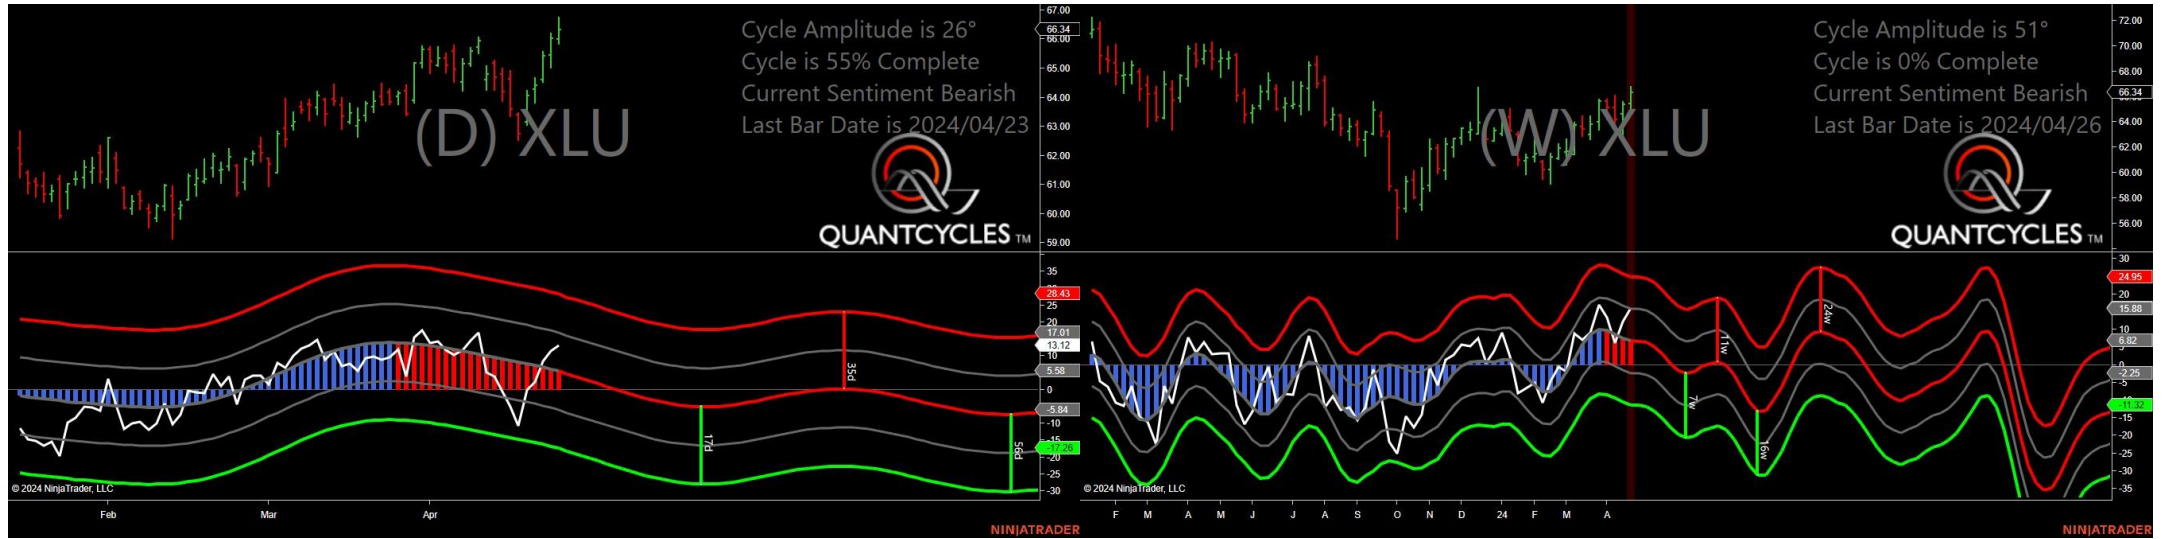 Cycle Amplitude is 26°
Cycle is 55% Complete
Current Sentiment Bearish
Last Bar Date is 2024/04/23
(D) XLU
QUANTCYCLES TM
67.00
66.34
66.00
65.00
64.00
63.00
62.00
61.00
60.00
59.00
35
28.43
25
20
17.01
13.12
10
5.58
0
-5.84
-10
-15
-17.26
-20
-25
-30
17d
35d
56d
© 2024 NinjaTrader, LLC
Feb Mar Apr
NINJATRADER
Cycle Amplitude is 51°
Cycle is 0% Complete
Current Sentiment Bearish
Last Bar Date is 2024/04/26
(W) XLU
QUANTCYCLES TM
72.00
70.00
68.00
66.34
64.00
62.00
60.00
58.00
56.00
30
24.95
20
15.88
10
6.82
0
-2.25
-5
-11.32
-15
-20
-25
-30
-35
7w
11w
16w
24w
© 2024 NinjaTrader, LLC
F M A M J J A S O N D 24 F M A
NINJATRADER